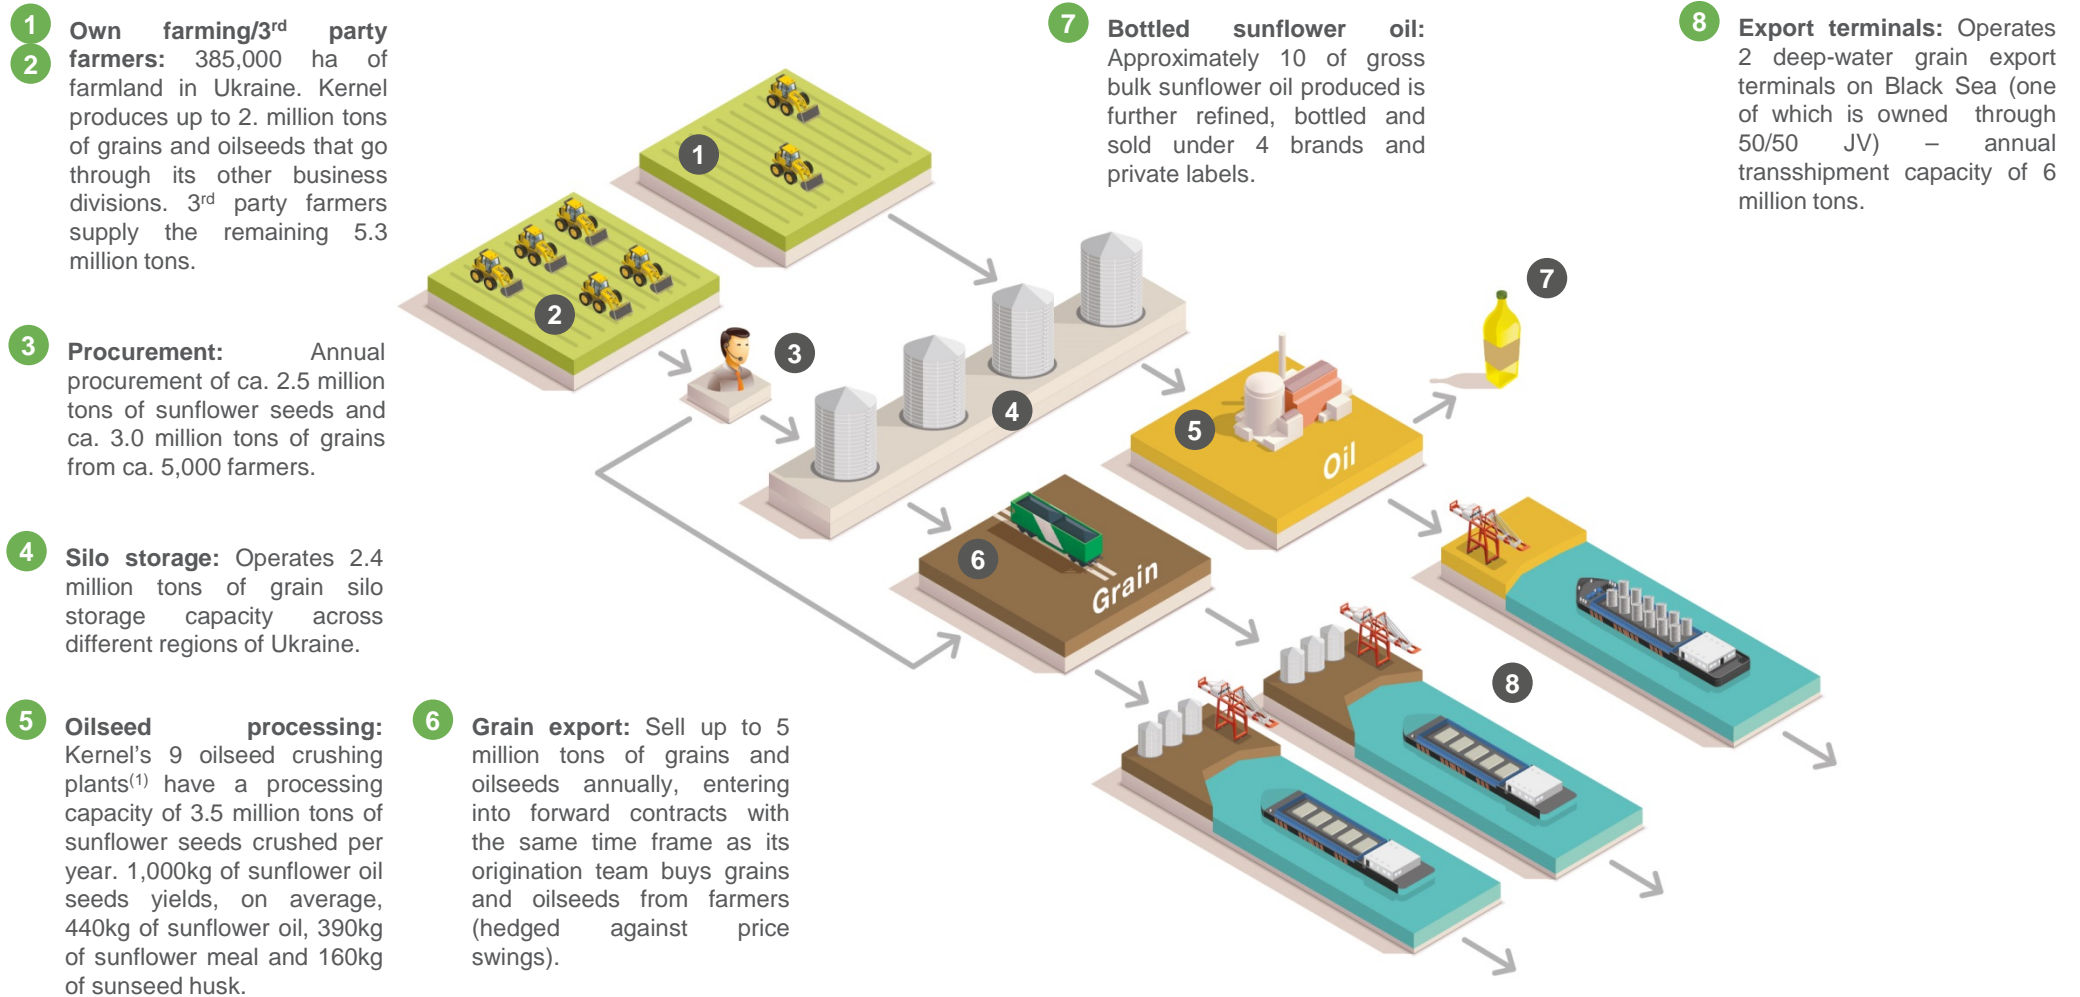 1
2
Own farming/3rd party
farmers: 385,000 ha of
farmland in Ukraine. Kernel
produces up to 2. million tons
of grains and oilseeds that go
through its other business
divisions. 3rd party farmers
supply the remaining 5.3
million tons.
3
Procurement: Annual
procurement of ca. 2.5 million
tons of sunflower seeds and
ca. 3.0 million tons of grains
from ca. 5,000 farmers.
4
Silo storage: Operates 2.4
million tons of grain silo
storage capacity across
different regions of Ukraine.
5
Oilseed processing:
Kernel's 9 oilseed crushing
plants(1) have a processing
capacity of 3.5 million tons of
sunflower seeds crushed per
year. 1,000kg of sunflower oil
seeds yields, on average,
440kg of sunflower oil, 390kg
of sunflower meal and 160kg
of sunseed husk.
6
Grain export: Sell up to 5
million tons of grains and
oilseeds annually, entering
into forward contracts with
the same time frame as its
origination team buys grains
and oilseeds from farmers
(hedged against price
swings).
7
Bottled sunflower oil:
Approximately 10 of gross
bulk sunflower oil produced is
further refined, bottled and
sold under 4 brands and
private labels.
8
Export terminals: Operates
2 deep-water grain export
terminals on Black Sea (one
of which is owned through
50/50 JV) – annual
transshipment capacity of 6
million tons.
1
2
3
4
5
Oil
6
Grain
7
8